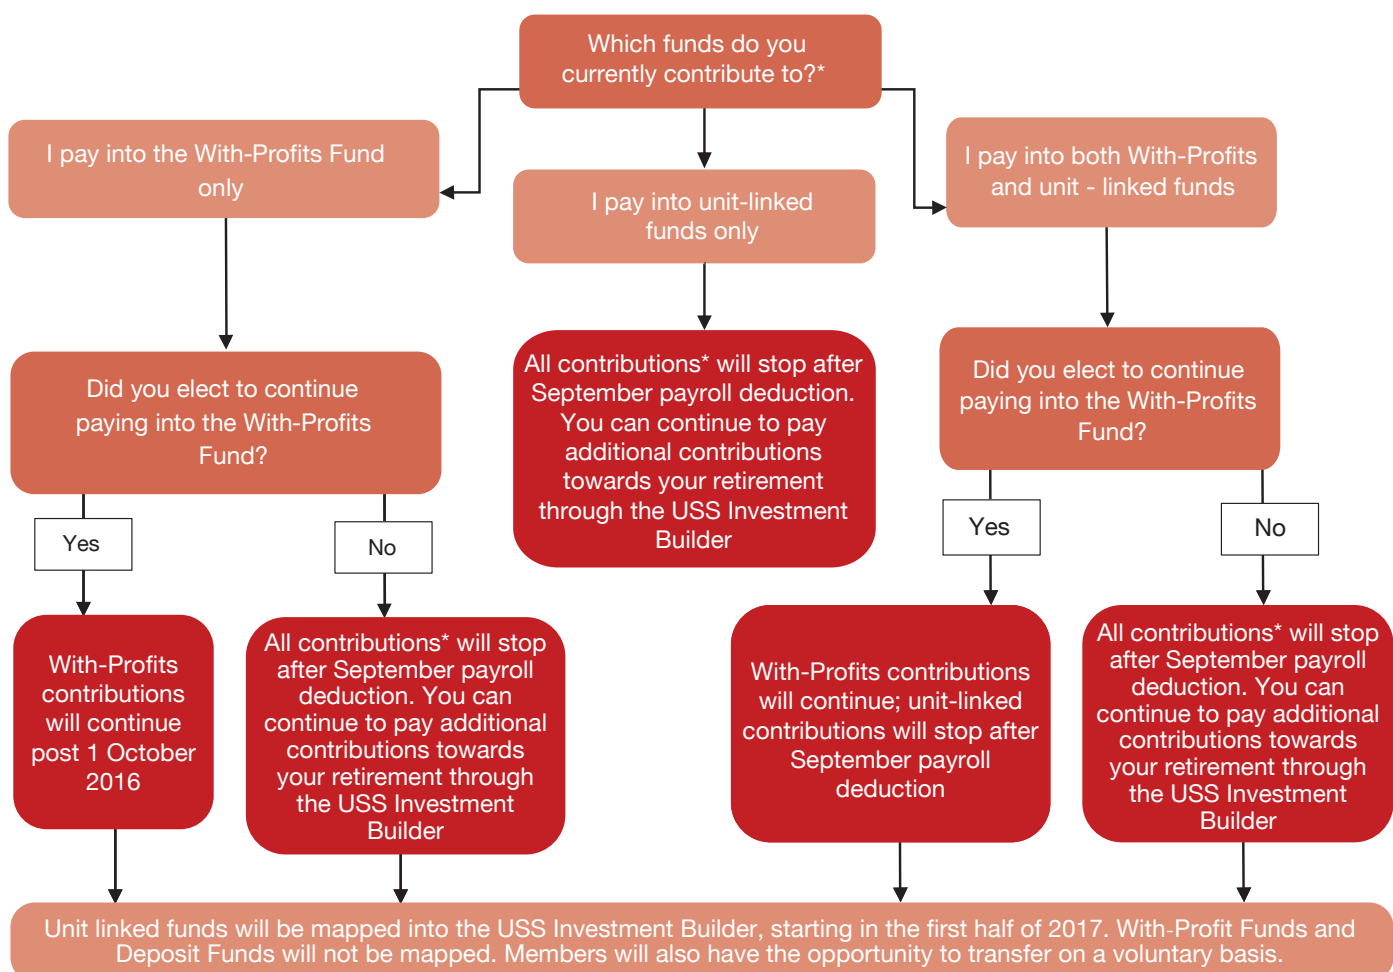 Which funds do you
currently contribute to?*
I pay into the With-Profits Fund
only
I pay into unit-linked
funds only
I pay into both With-Profits
and unit - linked funds
Did you elect to continue
paying into the With-Profits
Fund?
All contributions* will stop after
September payroll deduction.
You can continue to pay
additional contributions
towards your retirement
through the USS Investment
Builder
Did you elect to continue
paying into the With-Profits
Fund?
Yes
No
Yes
No
With-Profits
contributions
will continue
post 1 October
2016
All contributions* will stop
after September payroll
deduction. You can
continue to pay additional
contributions towards
your retirement through
the USS Investment
Builder
With-Profits contributions
will continue; unit-linked
contributions will stop after
September payroll
deduction
All contributions* will stop
after September payroll
deduction. You can
continue to pay additional
contributions towards
your retirement through
the USS Investment
Builder
Unit linked funds will be mapped into the USS Investment Builder, starting in the first half of 2017. With-Profit Funds and
Deposit Funds will not be mapped. Members will also have the opportunity to transfer on a voluntary basis.